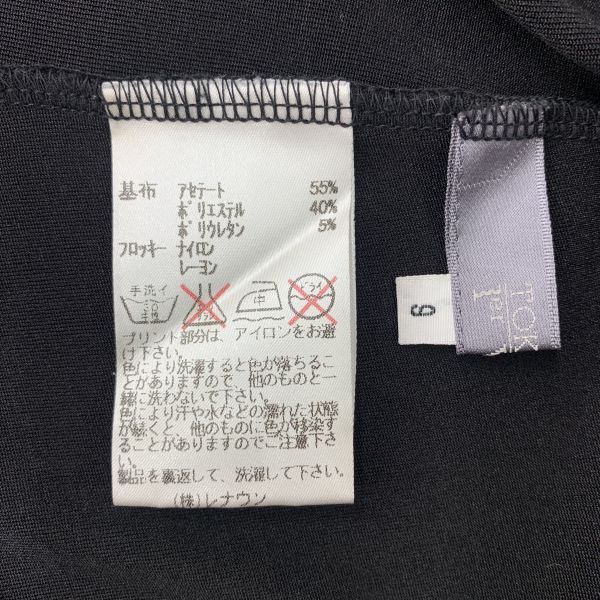 基布 アセテート 55%
ポリエステル 40%
ポリウレタン 5%
フロッキー ナイロン
レーヨン
手洗イ
中
ドライ
プリント部分は、アイロンをお避
け下さい。
色により洗濯すると色が落ちるこ
とがありますので、他のものと一
緒に洗わないで下さい。
色により汗や水などの濡れた状態
が続くと、他のものに色が移染す
ることがありますのでご注意下さ
い。
製品を裏返して、洗濯して下さい。
(株)レナウン
9
TOK